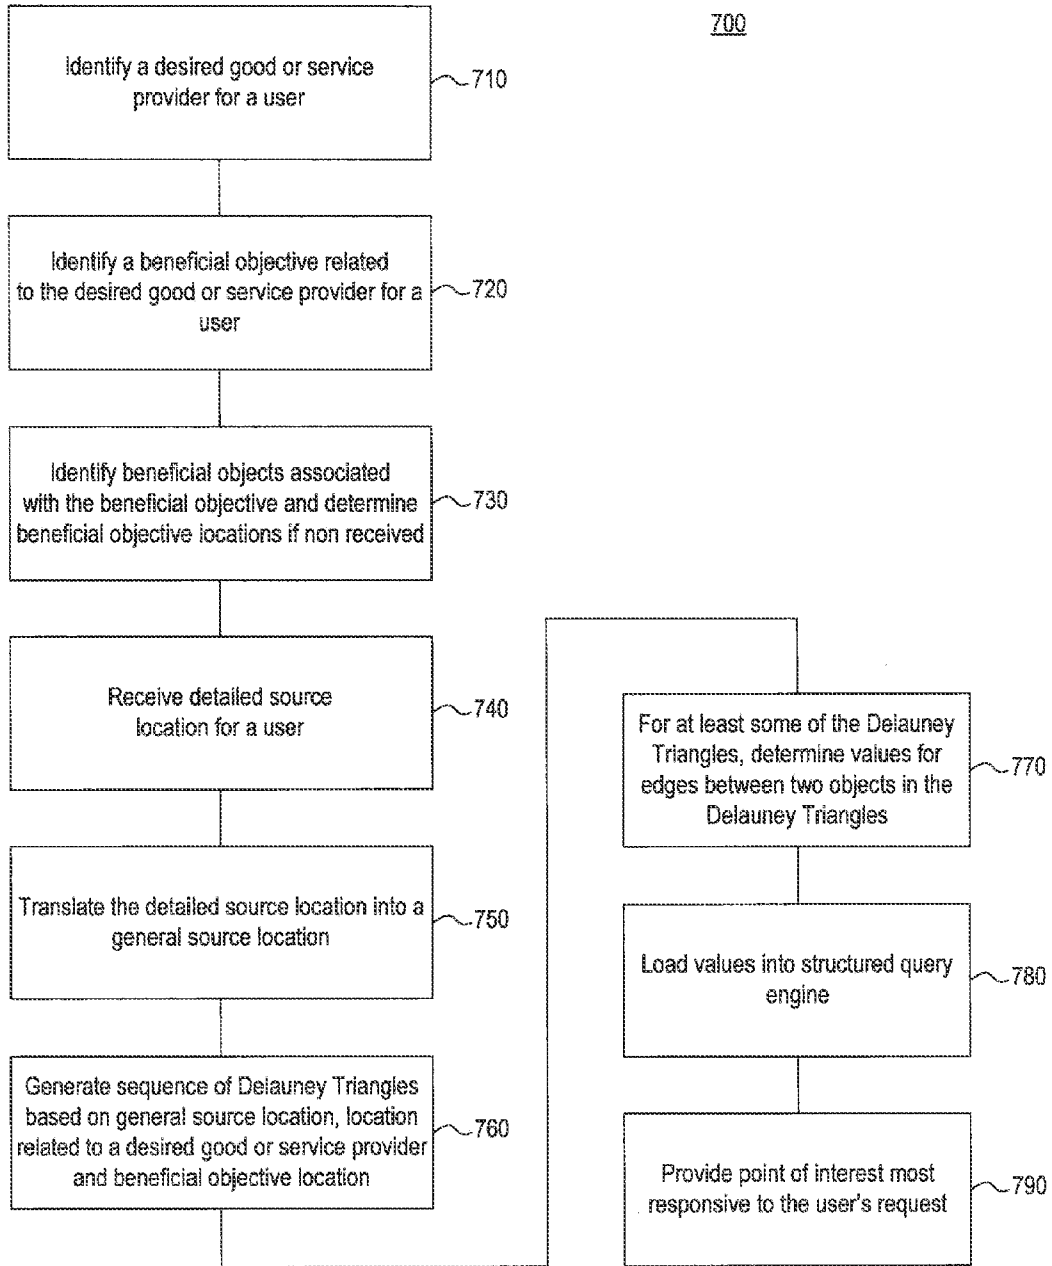 700
Identify a desired good or service
provider for a user
710
Identify a beneficial objective related
to the desired good or service provider for a
user
720
Identify beneficial objects associated
with the beneficial objective and determine
beneficial objective locations if non received
730
Receive detailed source
location for a user
740
Translate the detailed source location into a
general source location
750
Generate sequence of Delauney Triangles
based on general source location, location
related to a desired good or service provider
and beneficial objective location
760
For at least some of the Delauney
Triangles, determine values for
edges between two objects in the
Delauney Triangles
770
Load values into structured query
engine
780
Provide point of interest most
responsive to the user's request
790